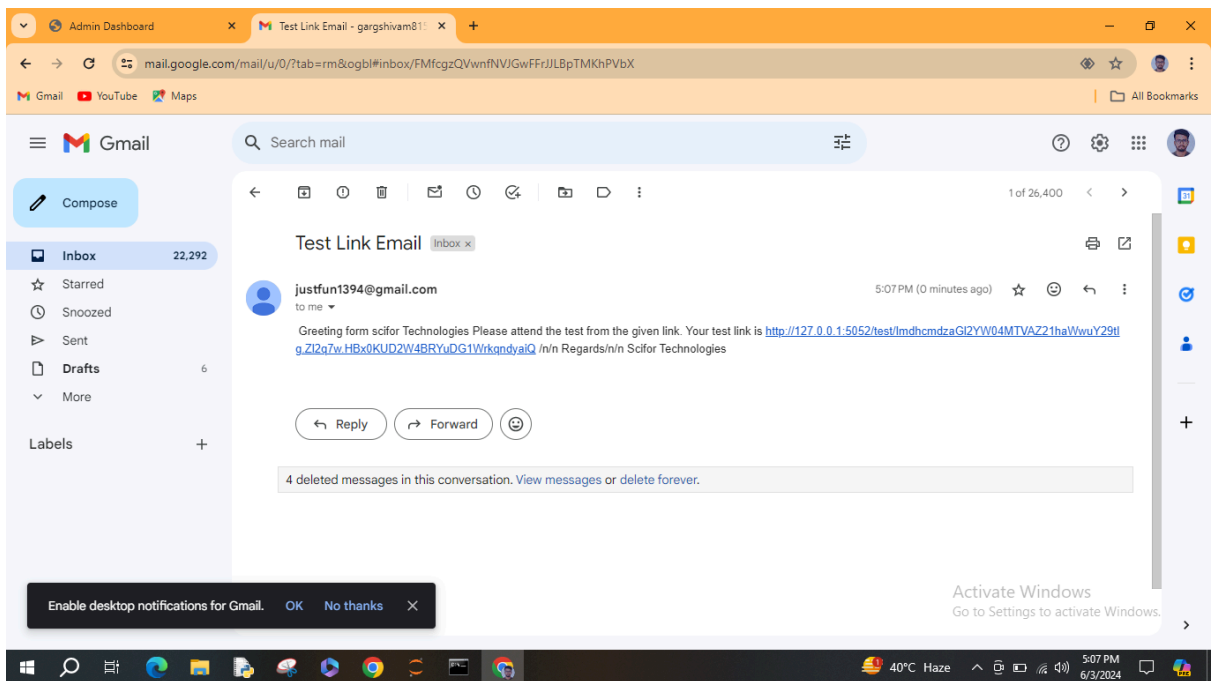 Admin Dashboard
Test Link Email - gargshivam815
mail.google.com/mail/u/0/?tab=rm&ogbl#inbox/FMfcgzQVwnfNVJGwFFrJJLBpTMKhPVbX
Gmail YouTube Maps
All Bookmarks
Gmail
Search mail
Compose
1 of 26,400
Inbox 22,292
Starred
Snoozed
Sent
Drafts 6
More
Labels
Test Link Email Inbox x
justfun1394@gmail.com
5:07 PM (0 minutes ago)
to me
Greeting form scifor Technologies Please attend the test from the given link. Your test link is http://127.0.0.1:5052/test/ImdhcmdzaGl2YW04MTVAZ21haWwuY29tI
g.Zl2q7w.HBx0KUD2W4BRYuDG1WrkqndyaiQ /n/n Regards/n/n Scifor Technologies
Reply Forward
4 deleted messages in this conversation. View messages or delete forever.
Enable desktop notifications for Gmail. OK No thanks
Activate Windows
Go to Settings to activate Windows.
31
40°C Haze
5:07 PM
6/3/2024